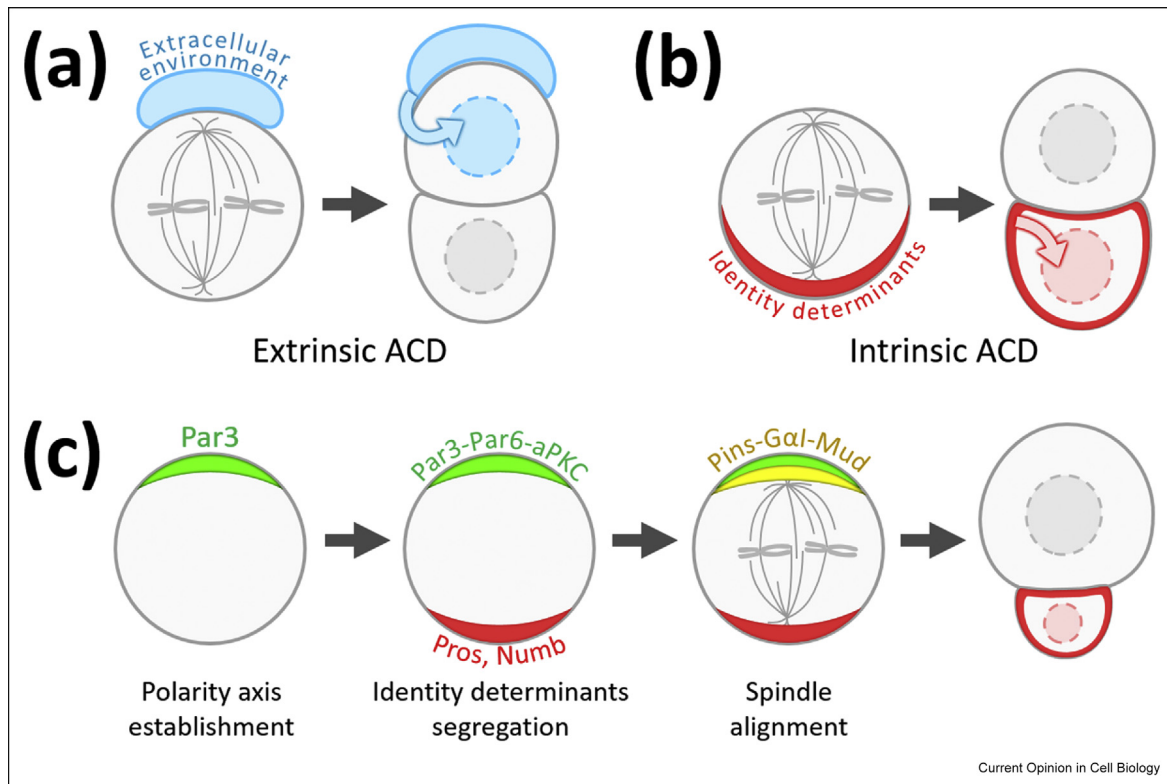 (a)
Extracellular
environment
Extrinsic ACD
(b)
Identity determinants
Intrinsic ACD
(c)
Par3
Par3-Par6-aPKC
Pros, Numb
Pins-GαI-Mud
Polarity axis
establishment
Identity determinants
segregation
Spindle
alignment
Current Opinion in Cell Biology